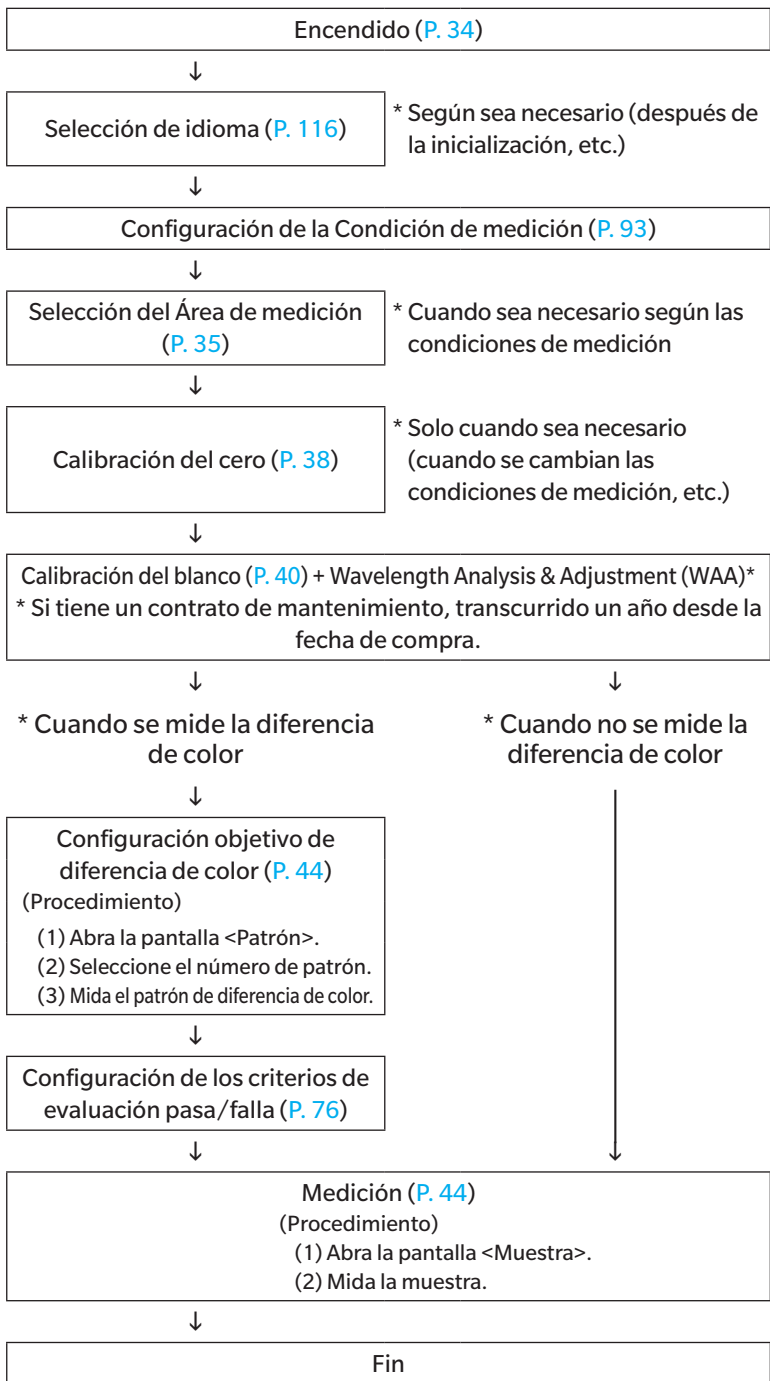 Encendido (P. 34)
↓
Selección de idioma (P. 116)
* Según sea necesario (después de
la inicialización, etc.)
↓
Configuración de la Condición de medición (P. 93)
↓
Selección del Área de medición
(P. 35)
* Cuando sea necesario según las
condiciones de medición
↓
Calibración del cero (P. 38)
* Solo cuando sea necesario
(cuando se cambian las
condiciones de medición, etc.)
↓
Calibración del blanco (P. 40) + Wavelength Analysis & Adjustment (WAA)*
* Si tiene un contrato de mantenimiento, transcurrido un año desde la
fecha de compra.
↓ ↓
* Cuando se mide la diferencia
de color
* Cuando no se mide la
diferencia de color
↓
Configuración objetivo de
diferencia de color (P. 44)
(Procedimiento)
(1) Abra la pantalla <Patrón>.
(2) Seleccione el número de patrón.
(3) Mida el patrón de diferencia de color.
↓
Configuración de los criterios de
evaluación pasa/falla (P. 76)
↓ ↓
Medición (P. 44)
(Procedimiento)
(1) Abra la pantalla <Muestra>.
(2) Mida la muestra.
↓
Fin